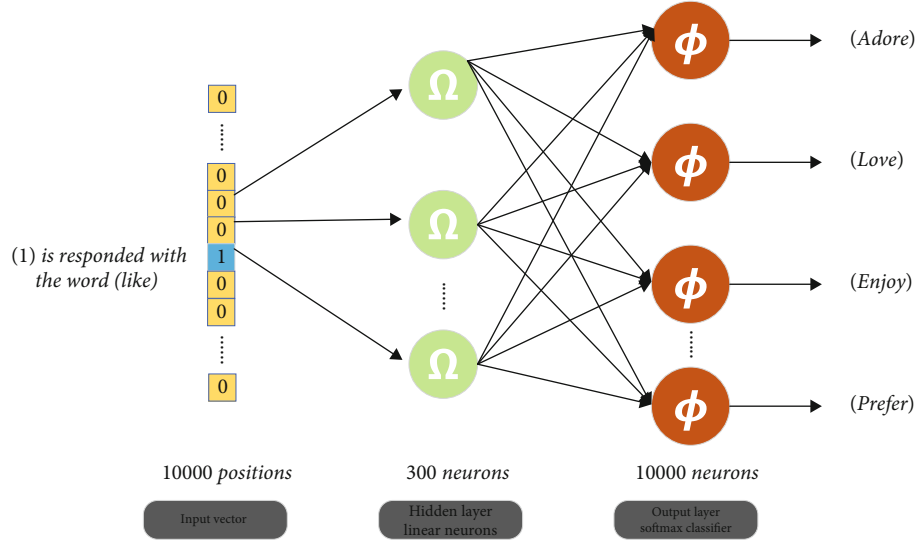 0
0
0
0
1
0
0
0
(1) is responded with
the word (like)
Ω
Ω
Ω
ϕ
ϕ
ϕ
ϕ
(Adore)
(Love)
(Enjoy)
(Prefer)
10000 positions
300 neurons
10000 neurons
Input vector
Hidden layer
linear neurons
Output layer
softmax classifier